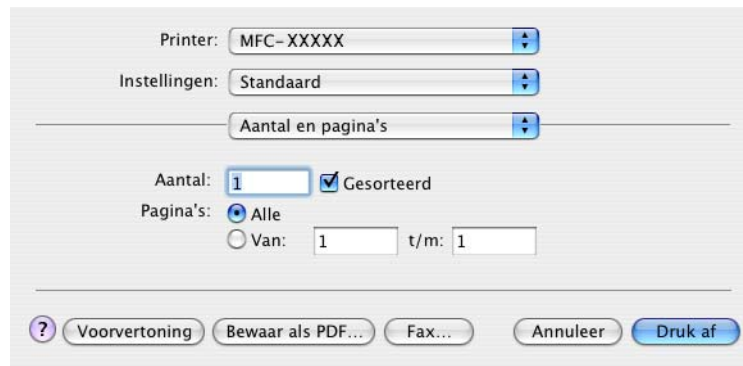 Printer: MFC-XXXXX
Instellingen: Standaard
Aantal en pagina's
Aantal: 1 Gesorteerd
Pagina's: Alle
Van: 1 t/m: 1
? Voorvertoning Bewaar als PDF... Fax... Annuleer Druk af